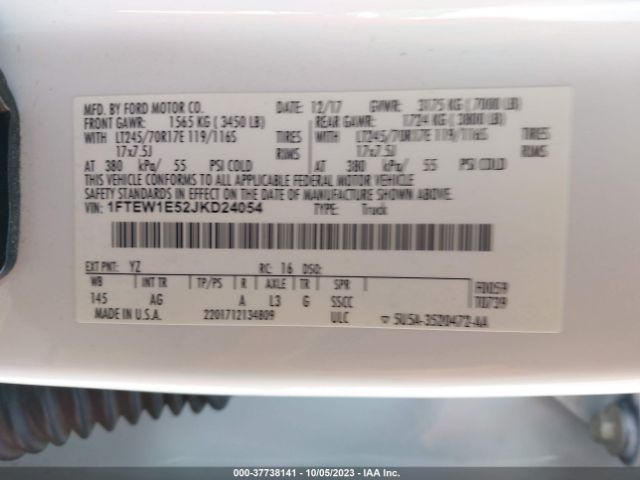 MFD. BY FORD MOTOR CO. DATE: 12/17 GVWR: 3175 KG ( 7000 LB)
FRONT GAWR: 1565 KG ( 3450 LB) REAR GAWR: 1724 KG ( 3800 LB)
WITH LT245/70R17E 119/116S TIRES WITH LT245/70R17E 119/116S TIRES
17x7.5J RIMS 17x7.5J RIMS
AT 380 kPa/ 55 PSI COLD AT 380 kPa/ 55 PSI COLD
THIS VEHICLE CONFORMS TO ALL APPLICABLE FEDERAL MOTOR VEHICLE
SAFETY STANDARDS IN EFFECT ON THE DATE OF MANUFACTURE SHOWN ABOVE.
VIN: 1FTEW1E52JKD24054 TYPE: Truck
EXT PNT: YZ RC: 16 DSO:
WB INT TR TP/PS R AXLE TR SPR
145 AG A L3 G SSCC
MADE IN U.S.A. 2201712134809 ULC 5U5A-3520472-AA
000-37738141 - 10/05/2023 - IAA Inc.